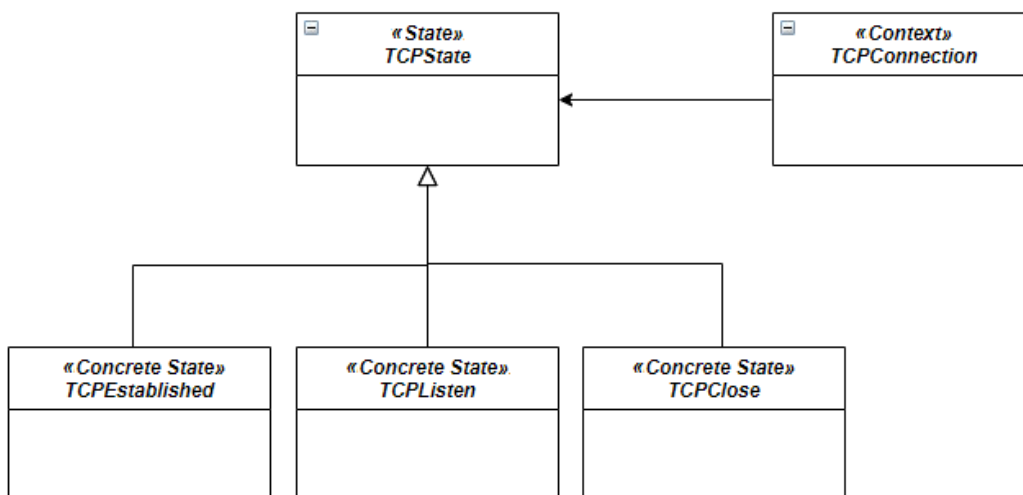 «State»
TCPState
«Context»
TCPConnection
«Concrete State»
TCPEstablished
«Concrete State»
TCPListen
«Concrete State»
TCPClose